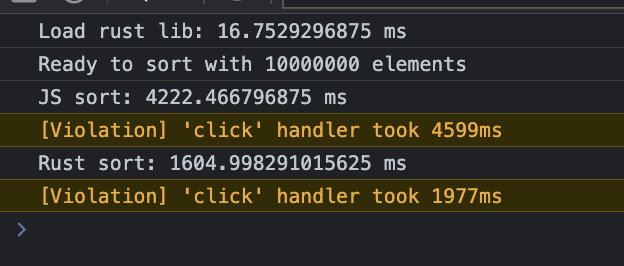 Load rust lib: 16.7529296875 ms
Ready to sort with 10000000 elements
JS sort: 4222.466796875 ms
[Violation] 'click' handler took 4599ms
Rust sort: 1604.998291015625 ms
[Violation] 'click' handler took 1977ms